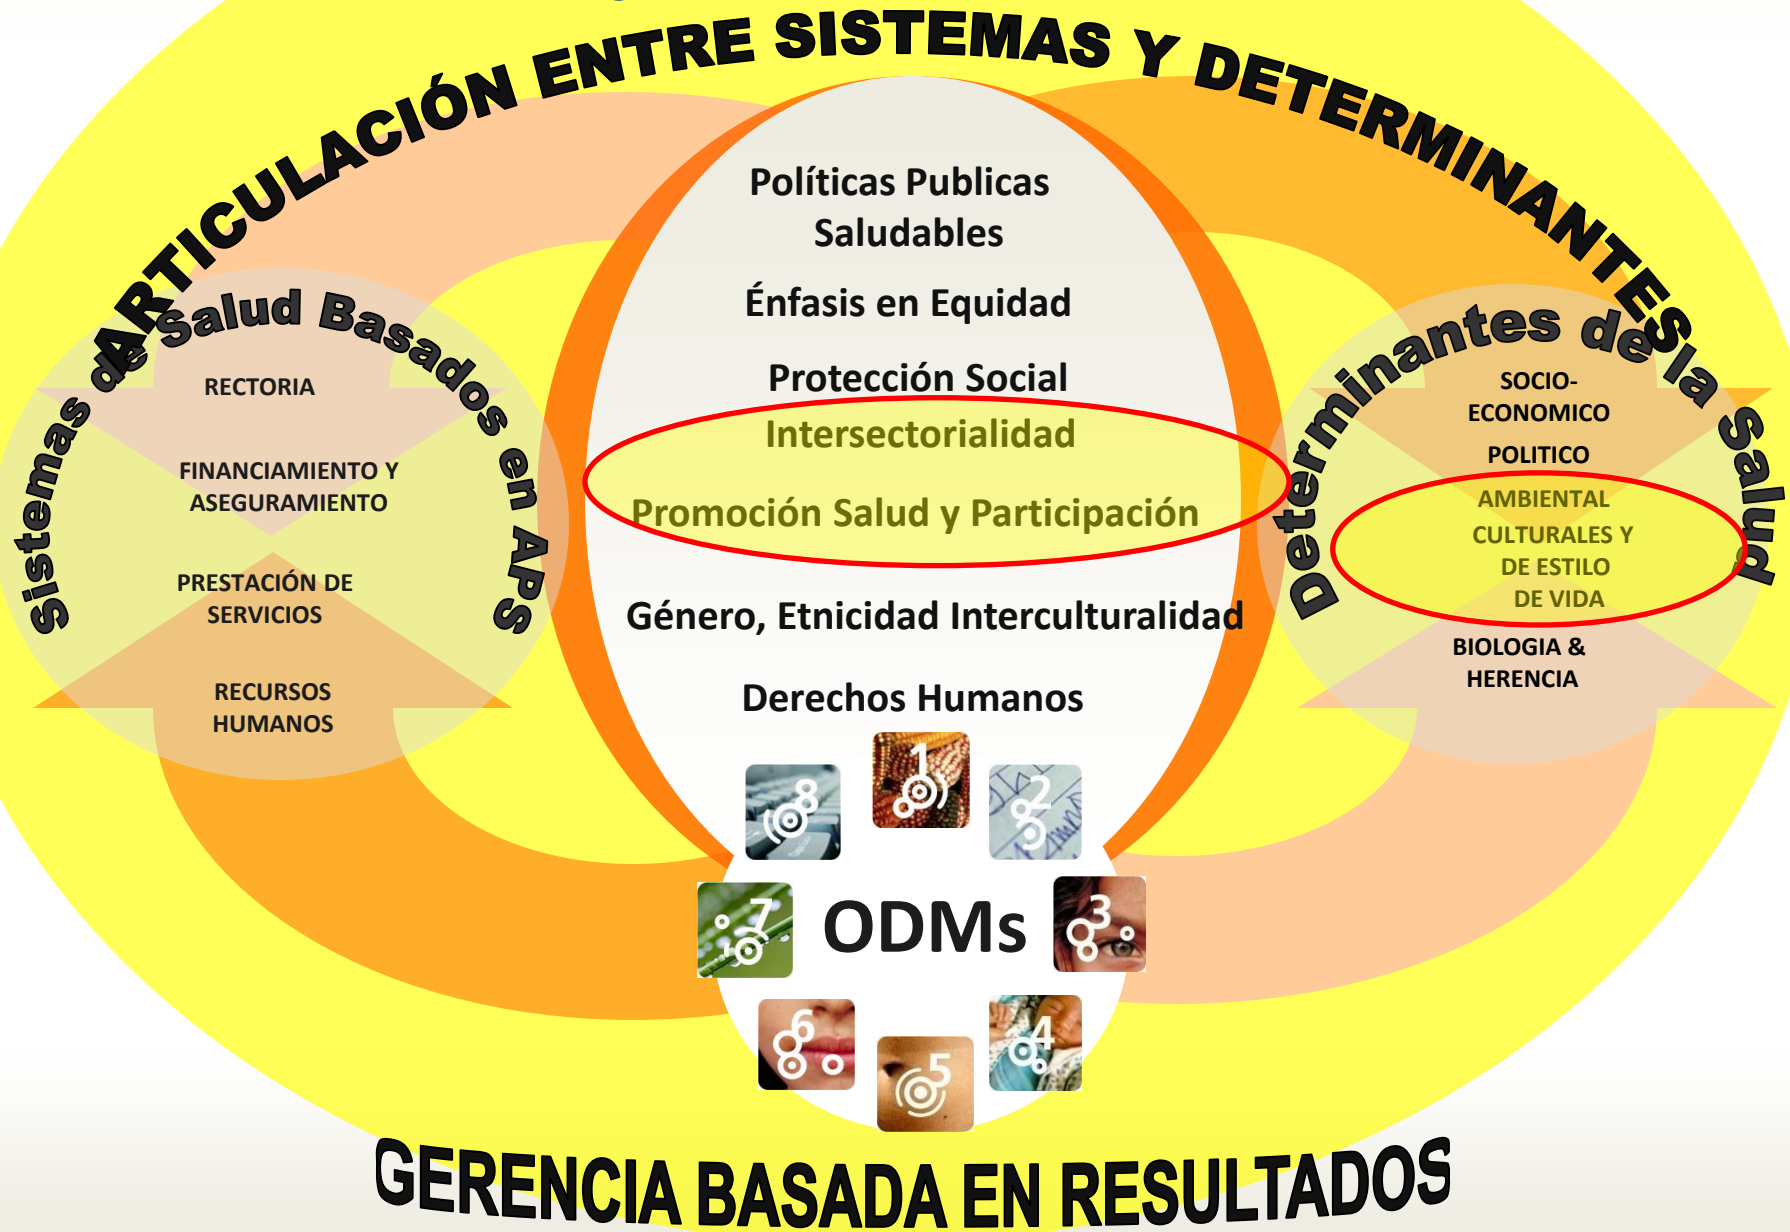 ARTICULACIÓN ENTRE SISTEMAS Y DETERMINANTES
Sistemas de Salud Basados en APS
RECTORIA
FINANCIAMIENTO Y
ASEGURAMIENTO
PRESTACIÓN DE
SERVICIOS
RECURSOS
HUMANOS
Políticas Publicas
Saludables
Énfasis en Equidad
Protección Social
Intersectorialidad
Promoción Salud y Participación
Género, Etnicidad Interculturalidad
Derechos Humanos
Determinantes de la Salud
SOCIO-
ECONOMICO
POLITICO
AMBIENTAL
CULTURALES Y
DE ESTILO
DE VIDA
BIOLOGIA &
HERENCIA
1
8
2
7
ODMs
3
6
4
5
GERENCIA BASADA EN RESULTADOS